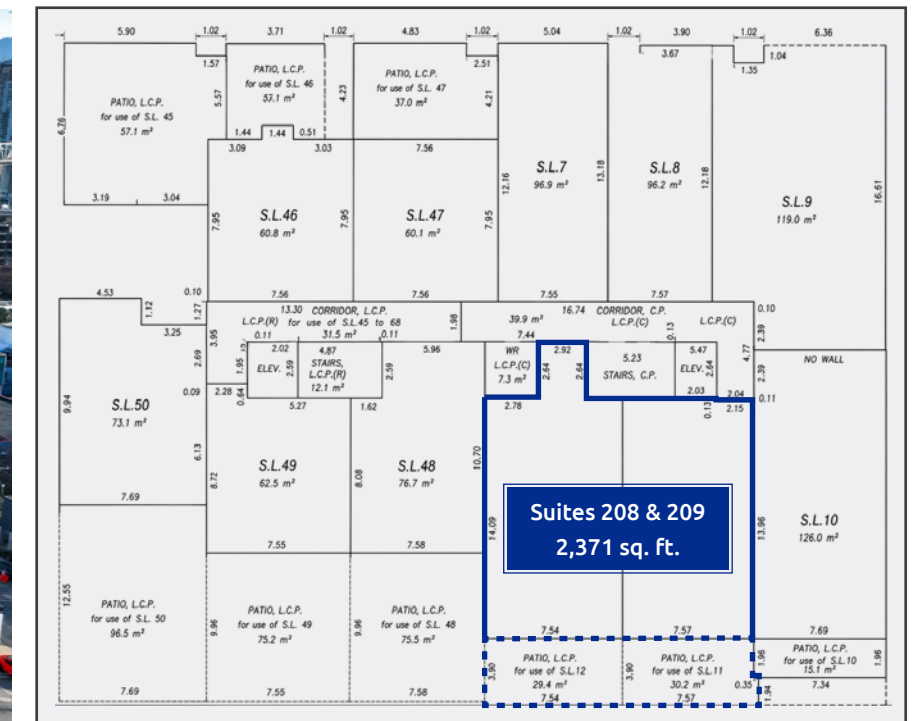 5.90
1.02
3.71
1.02
4.83
1.02
5.04
1.02
3.90
1.02
6.36
3.67
1.04
1.57
2.51
1.35
PATIO, L.C.P.
for use of S.L. 45
57.1 m²
6.76
5.57
PATIO, L.C.P.
for use of S.L. 46
4.23
PATIO, L.C.P.
for use of S.L. 47
37.0 m²
4.21
1.44
1.44
0.51
3.09
3.03
7.56
3.19
3.04
7.95
S.L.46
60.8 m²
7.95
S.L.47
60.1 m²
7.95
12.16
S.L.7
96.9 m²
13.18
S.L.8
96.2 m²
12.18
S.L.9
119.0 m²
16.61
4.53
0.10
7.56
7.56
7.55
7.57
1.12
1.27
3.25
13.30 CORRIDOR, L.C.P.
L.C.P.(R) for use of S.L.45 to 68
31.5 m²
0.11
0.11
1.98
16.74 CORRIDOR, C.P.
39.9 m²
L.C.P.(C)
L.C.P.(C)
7.44
0.13
0.10
2.39
3.95
2.69
1.95
2.02
ELEV.
2.59
4.87
STAIRS,
L.C.P.(R)
12.1 m²
5.96
2.59
WR
L.C.P.(C)
7.3 m²
2.92
2.64
2.64
5.23
STAIRS, C.P.
5.47
ELEV.
2.64
4.77
2.39
NO WALL
0.09
2.28
0.64
5.27
1.62
2.78
2.03
2.04
0.13
2.15
0.11
9.94
S.L.50
73.1 m²
6.13
7.69
8.72
S.L.49
62.5 m²
8.08
S.L.48
76.7 m²
10.70
14.09
Suites 208 & 209
2,371 sq. ft.
13.96
S.L.10
126.0 m²
7.55
7.58
7.54
7.57
7.69
12.55
PATIO, L.C.P.
for use of S.L. 50
96.5 m²
9.96
PATIO, L.C.P.
for use of S.L. 49
75.2 m²
9.96
PATIO, L.C.P.
for use of S.L. 48
75.5 m²
3.90
PATIO, L.C.P.
for use of S.L.12
29.4 m²
3.90
PATIO, L.C.P.
for use of S.L.11
30.2 m²
0.35
1.96
1.94
PATIO, L.C.P.
for use of S.L.10
15.1 m²
1.96
7.69
7.55
7.58
7.54
7.57
7.34